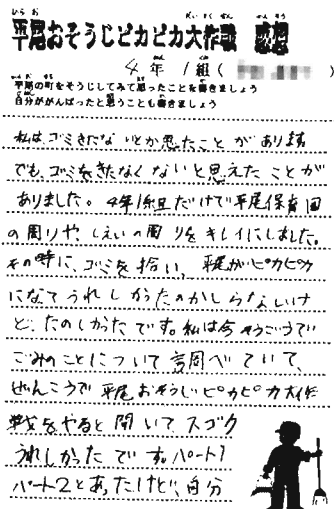 平尾おそうじピカピカ大作戦 感想
4年 1組(
平尾の町をそうじしてみて思ったことを書きましょう
自分ががんばったと思うことも書きましょう
私は、ゴミきたないとか思たことがあります
でも、ゴミをきたなくないと思えたことが
ありました。4年1組だけで平尾保育園
の周りや、しえいの周りをキレイにしました。
その時に、ゴミを拾い、平尾がピカピカ
になてうれしかったのかしらないけ
ど、たのしかったです。私は今そうごうで
ごみのことについて調べていて、
ぜんこうで平尾おそうじピカピカ大作
戦をやると聞いてスゴク
うれしかったです。パート1
パート2とあったけど、自分